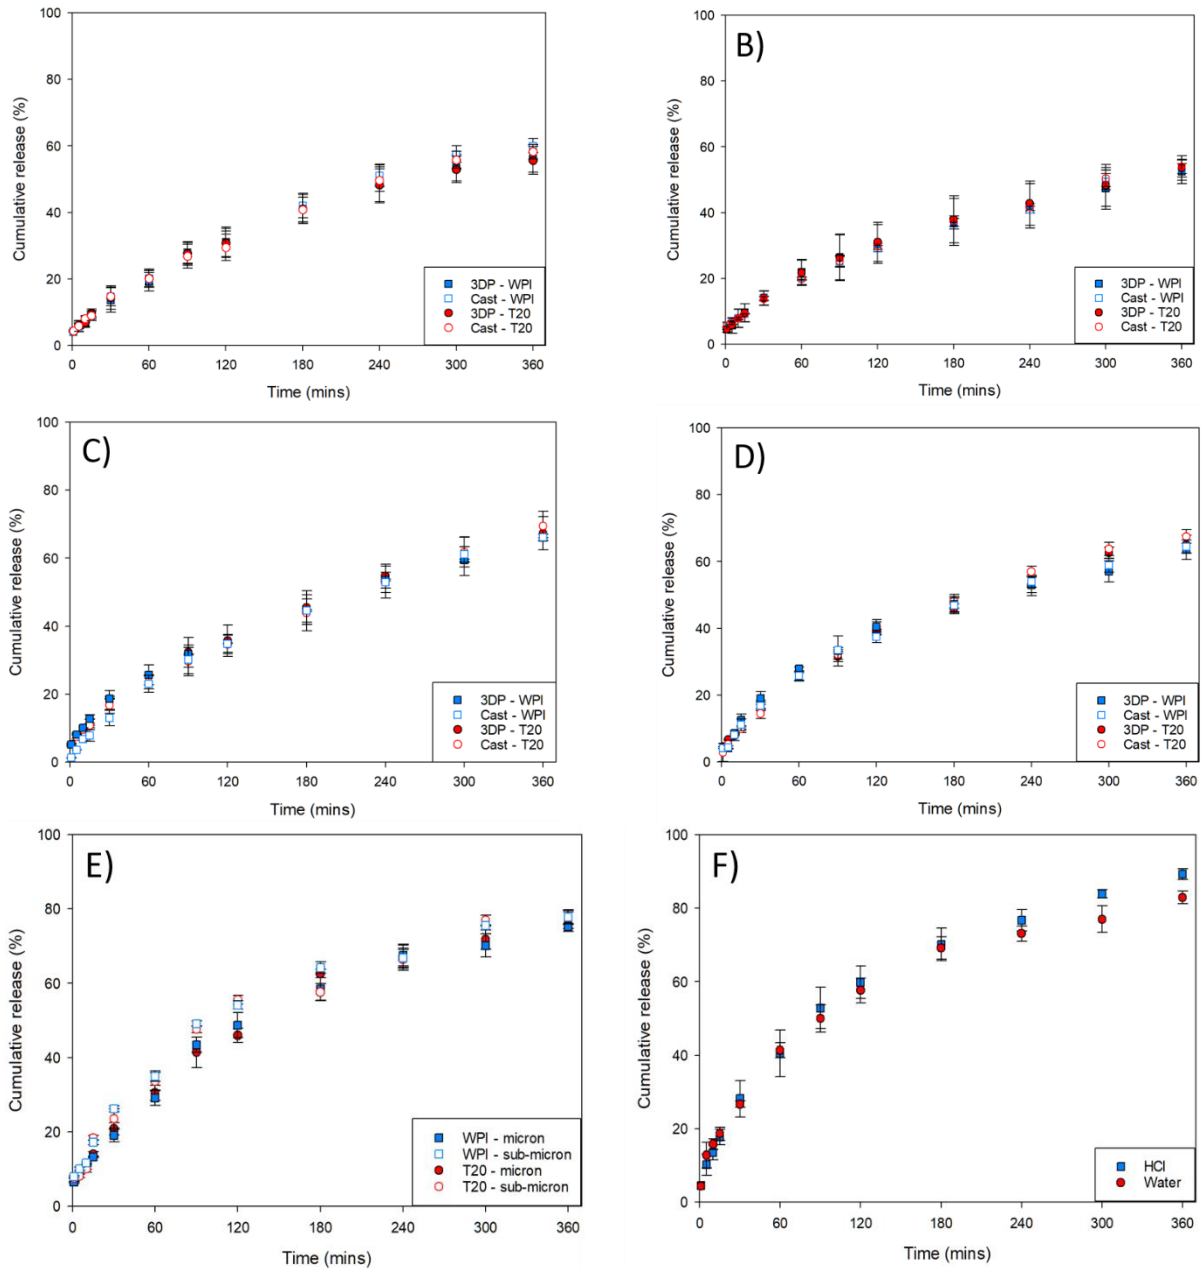 100
80
60
40
20
0
Cumulative release (%)
3DP - WPI
Cast - WPI
3DP - T20
Cast - T20
0 60 120 180 240 300 360
Time (mins)
B)
100
80
60
40
20
0
Cumulative release (%)
3DP - WPI
Cast - WPI
3DP - T20
Cast - T20
0 60 120 180 240 300 360
Time (mins)
C)
100
80
60
40
20
0
Cumulative release (%)
3DP - WPI
Cast - WPI
3DP - T20
Cast - T20
0 60 120 180 240 300 360
Time (mins)
D)
100
80
60
40
20
0
Cumulative release (%)
3DP - WPI
Cast - WPI
3DP - T20
Cast - T20
0 60 120 180 240 300 360
Time (mins)
E)
100
80
60
40
20
0
Cumulative release (%)
WPI - micron
WPI - sub-micron
T20 - micron
T20 - sub-micron
0 60 120 180 240 300 360
Time (mins)
F)
100
80
60
40
20
0
Cumulative release (%)
HCl
Water
0 60 120 180 240 300 360
Time (mins)